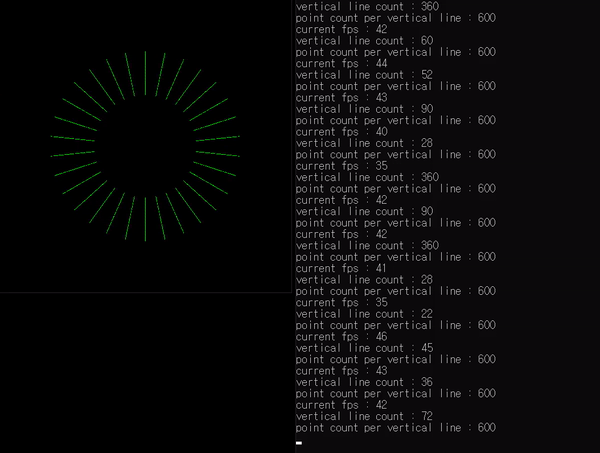 vertical line count : 360
point count per vertical line : 600
current fps : 42
vertical line count : 60
point count per vertical line : 600
current fps : 44
vertical line count : 52
point count per vertical line : 600
current fps : 43
vertical line count : 90
point count per vertical line : 600
current fps : 40
vertical line count : 28
point count per vertical line : 600
current fps : 35
vertical line count : 360
point count per vertical line : 600
current fps : 42
vertical line count : 90
point count per vertical line : 600
current fps : 42
vertical line count : 360
point count per vertical line : 600
current fps : 41
vertical line count : 28
point count per vertical line : 600
current fps : 35
vertical line count : 22
point count per vertical line : 600
current fps : 46
vertical line count : 45
point count per vertical line : 600
current fps : 43
vertical line count : 36
point count per vertical line : 600
current fps : 42
vertical line count : 72
point count per vertical line : 600